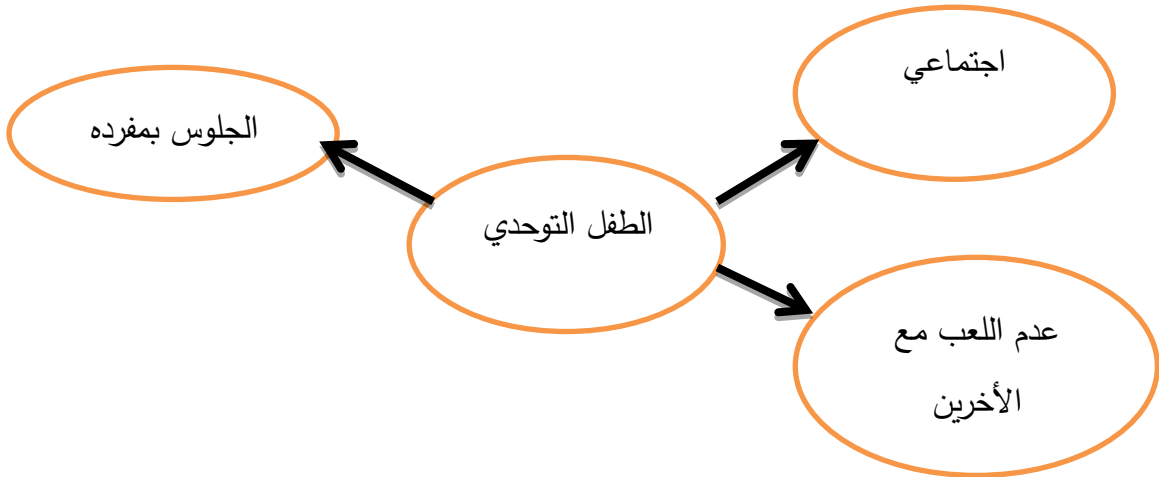 اجتماعي
الجلوس بمفرده
الطفل التوحدي
عدم اللعب مع
الأخرين